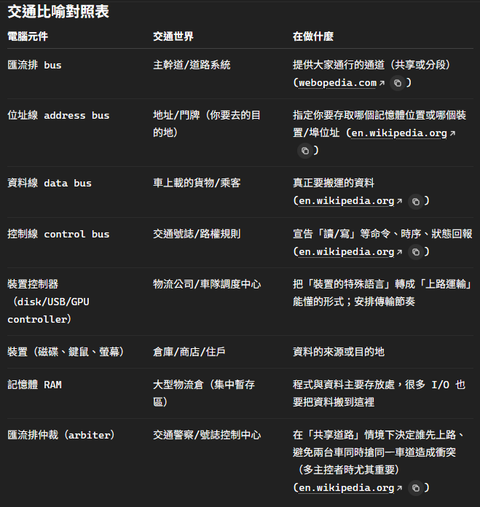 交通比喻對照表
電腦元件 交通世界 在做什麼
匯流排 bus 主幹道/道路系統 提供大家通行的通道（共享或分段）
(webopedia.com↗)
位址線 address bus 地址/門牌（你要去的目
的地） 指定你要存取哪個記憶體位置或哪個裝
置/埠位址 (en.wikipedia.org↗
)
資料線 data bus 車上載的貨物/乘客 真正要搬運的資料
(en.wikipedia.org↗)
控制線 control bus 交通號誌/路權規則 宣告「讀/寫」等命令、時序、狀態回報
(en.wikipedia.org↗)
裝置控制器
（disk/USB/GPU
controller） 物流公司/車隊調度中心 把「裝置的特殊語言」轉成「上路運輸」
能懂的形式；安排傳輸節奏
裝置（磁碟、鍵鼠、螢幕） 倉庫/商店/住戶 資料的來源或目的地
記憶體 RAM 大型物流倉（集中暫存
區） 程式與資料主要存放處，很多 I/O 也
要把資料搬到這裡
匯流排仲裁（arbiter） 交通警察/號誌控制中心 在「共享道路」情境下決定誰先上路、
避免兩台車同時搶同一車道造成衝突
（多主控者時尤其重要）
(en.wikipedia.org↗)